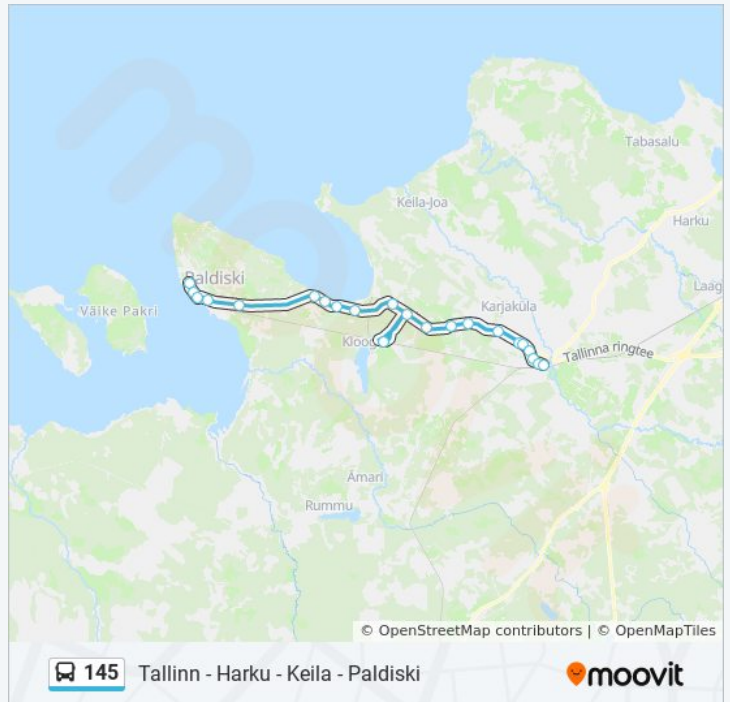 Tabasalu
Keila-Joa
Harku
Paldiski
Laag
Väike Pakri
Karjaküla
Kloog
Tallinna ringtee
Ämari
Rummu
© OpenStreetMap contributors | © OpenMapTiles
145 Tallinn - Harku - Keila - Paldiski
moovit